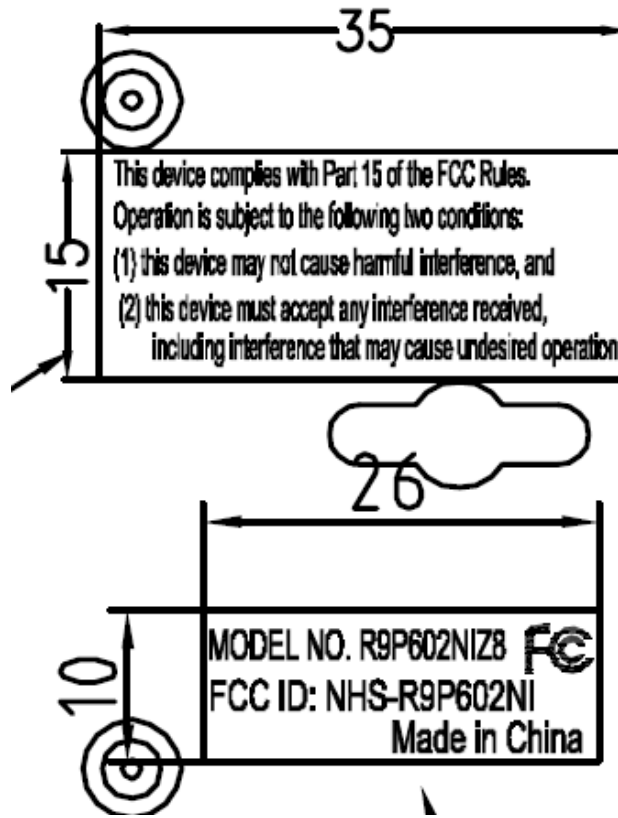 35
15
This device complies with Part 15 of the FCC Rules.
Operation is subject to the following two conditions:
(1) this device may not cause harmful interference, and
(2) this device must accept any interference received,
including interference that may cause undesired operation
26
10
MODEL NO. R9P602NIZ8 FC
FCC ID: NHS-R9P602NI
Made in China